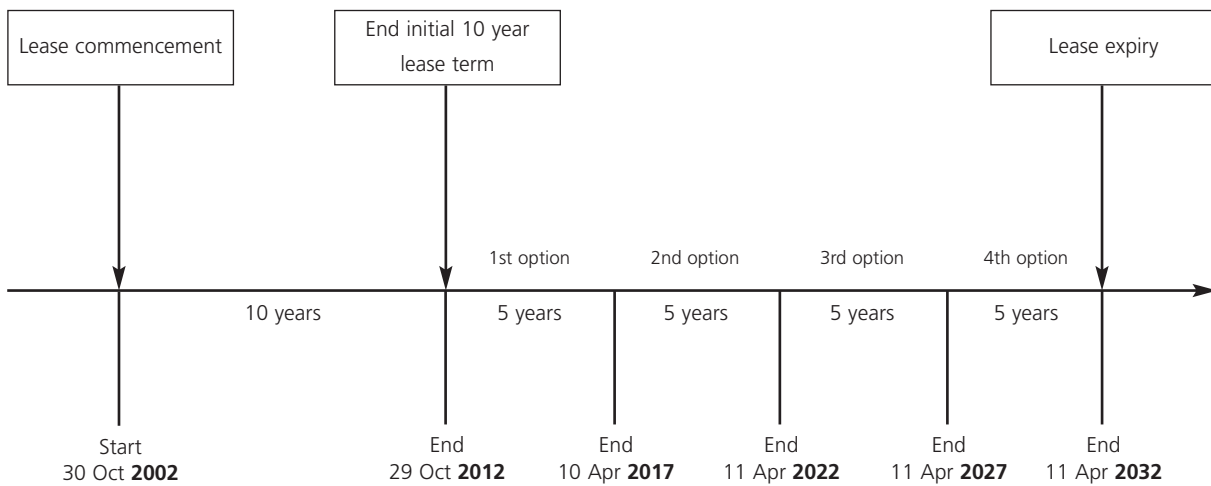 Lease commencement
End initial 10 year
lease term
Lease expiry
1st option
2nd option
3rd option
4th option
10 years
5 years
5 years
5 years
5 years
Start
30 Oct 2002
End
29 Oct 2012
End
10 Apr 2017
End
11 Apr 2022
End
11 Apr 2027
End
11 Apr 2032